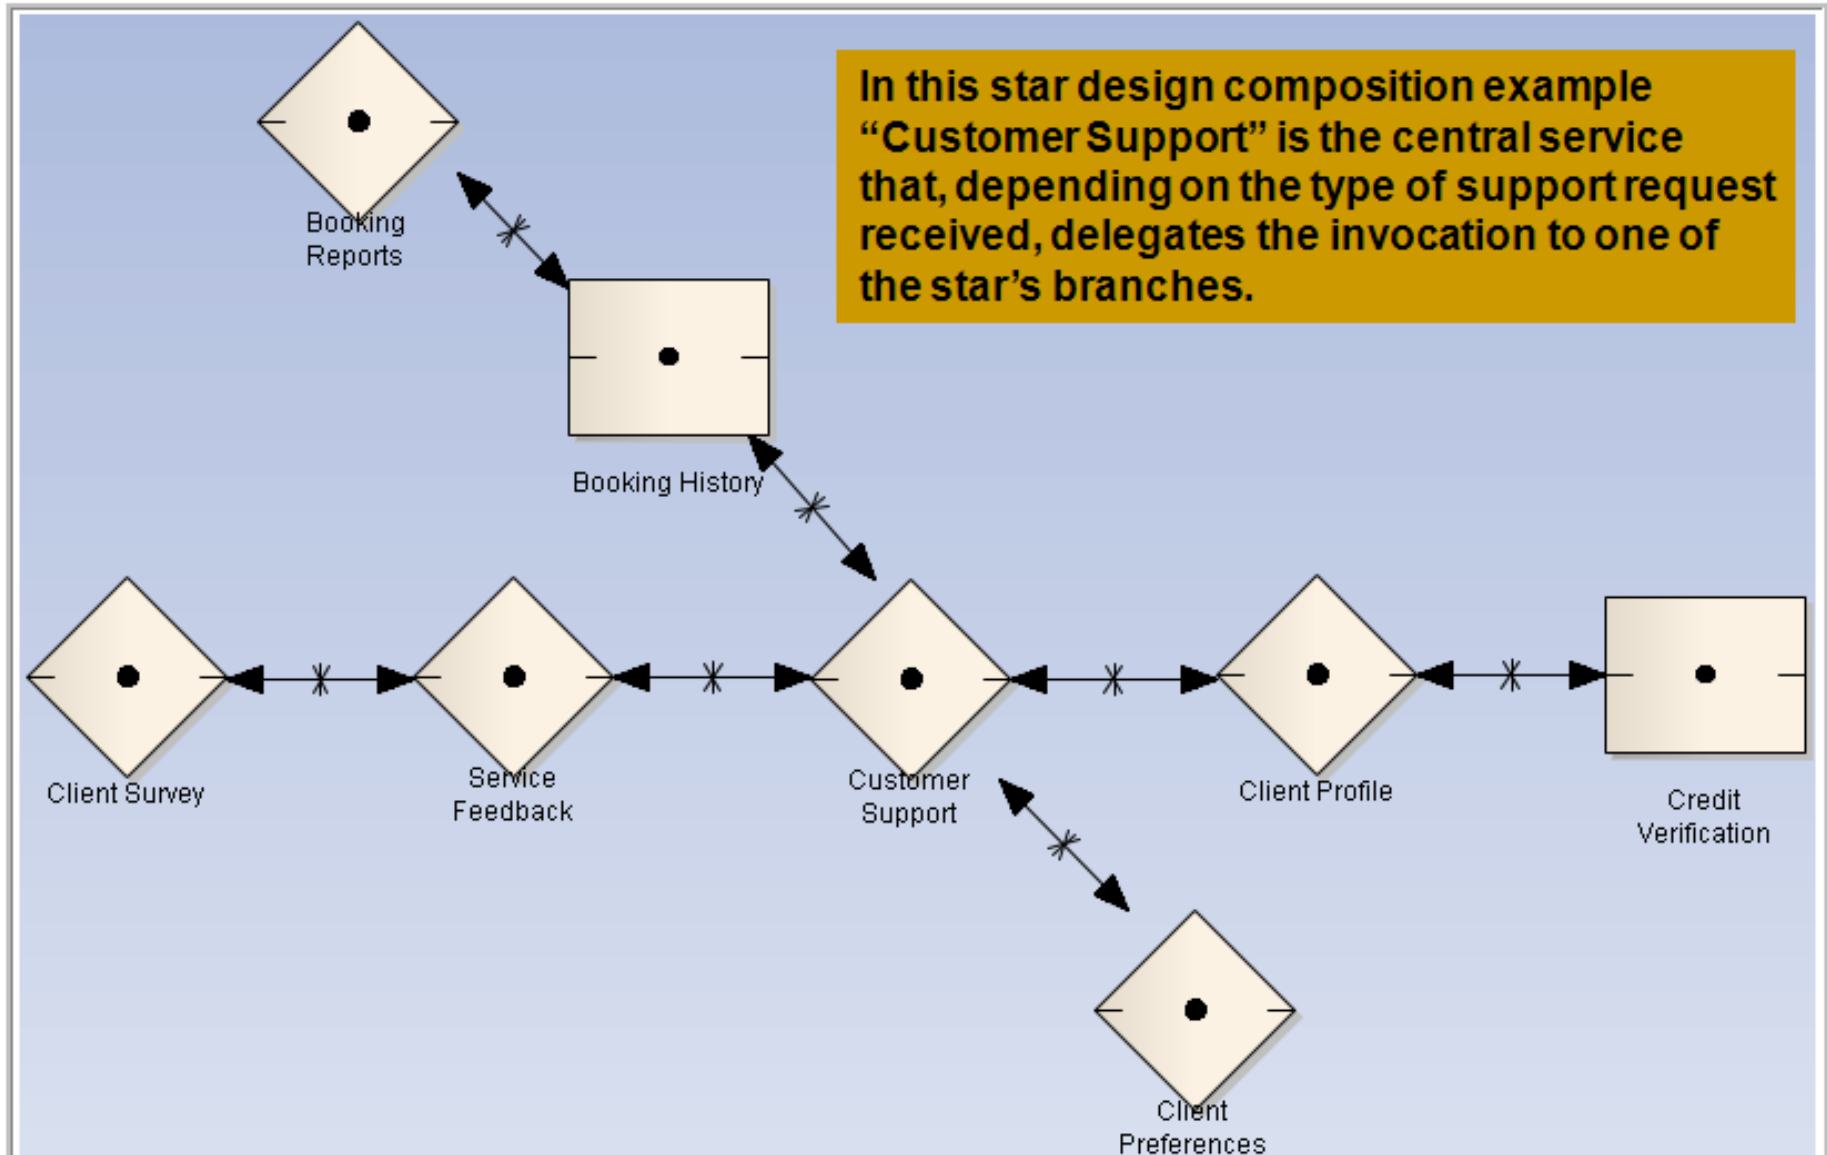 In this star design composition example
“Customer Support” is the central service
that, depending on the type of support request
received, delegates the invocation to one of
the star’s branches.
Booking
Reports
Booking History
Client Survey
Service
Feedback
Customer
Support
Client Profile
Credit
Verification
Client
Preferences